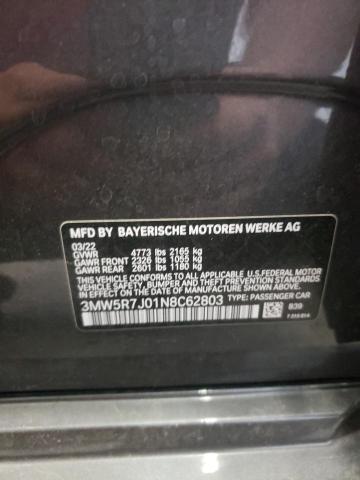 MFD BY BAYERISCHE MOTOREN WERKE AG
03/22
GVWR 4773 lbs 2165 kg
GAWR FRONT 2326 lbs 1055 kg
GAWR REAR 2601 lbs 1180 kg
THIS VEHICLE CONFORMS TO ALL APPLICABLE U.S.FEDERAL MOTOR
VEHICLE SAFETY, BUMPER, AND THEFT PREVENTION STANDARDS IN
EFFECT ON THE DATE OF MANUFACTURE SHOWN ABOVE.
3MW5R7J01N8C62803 TYPE: PASSENGER CAR
B39